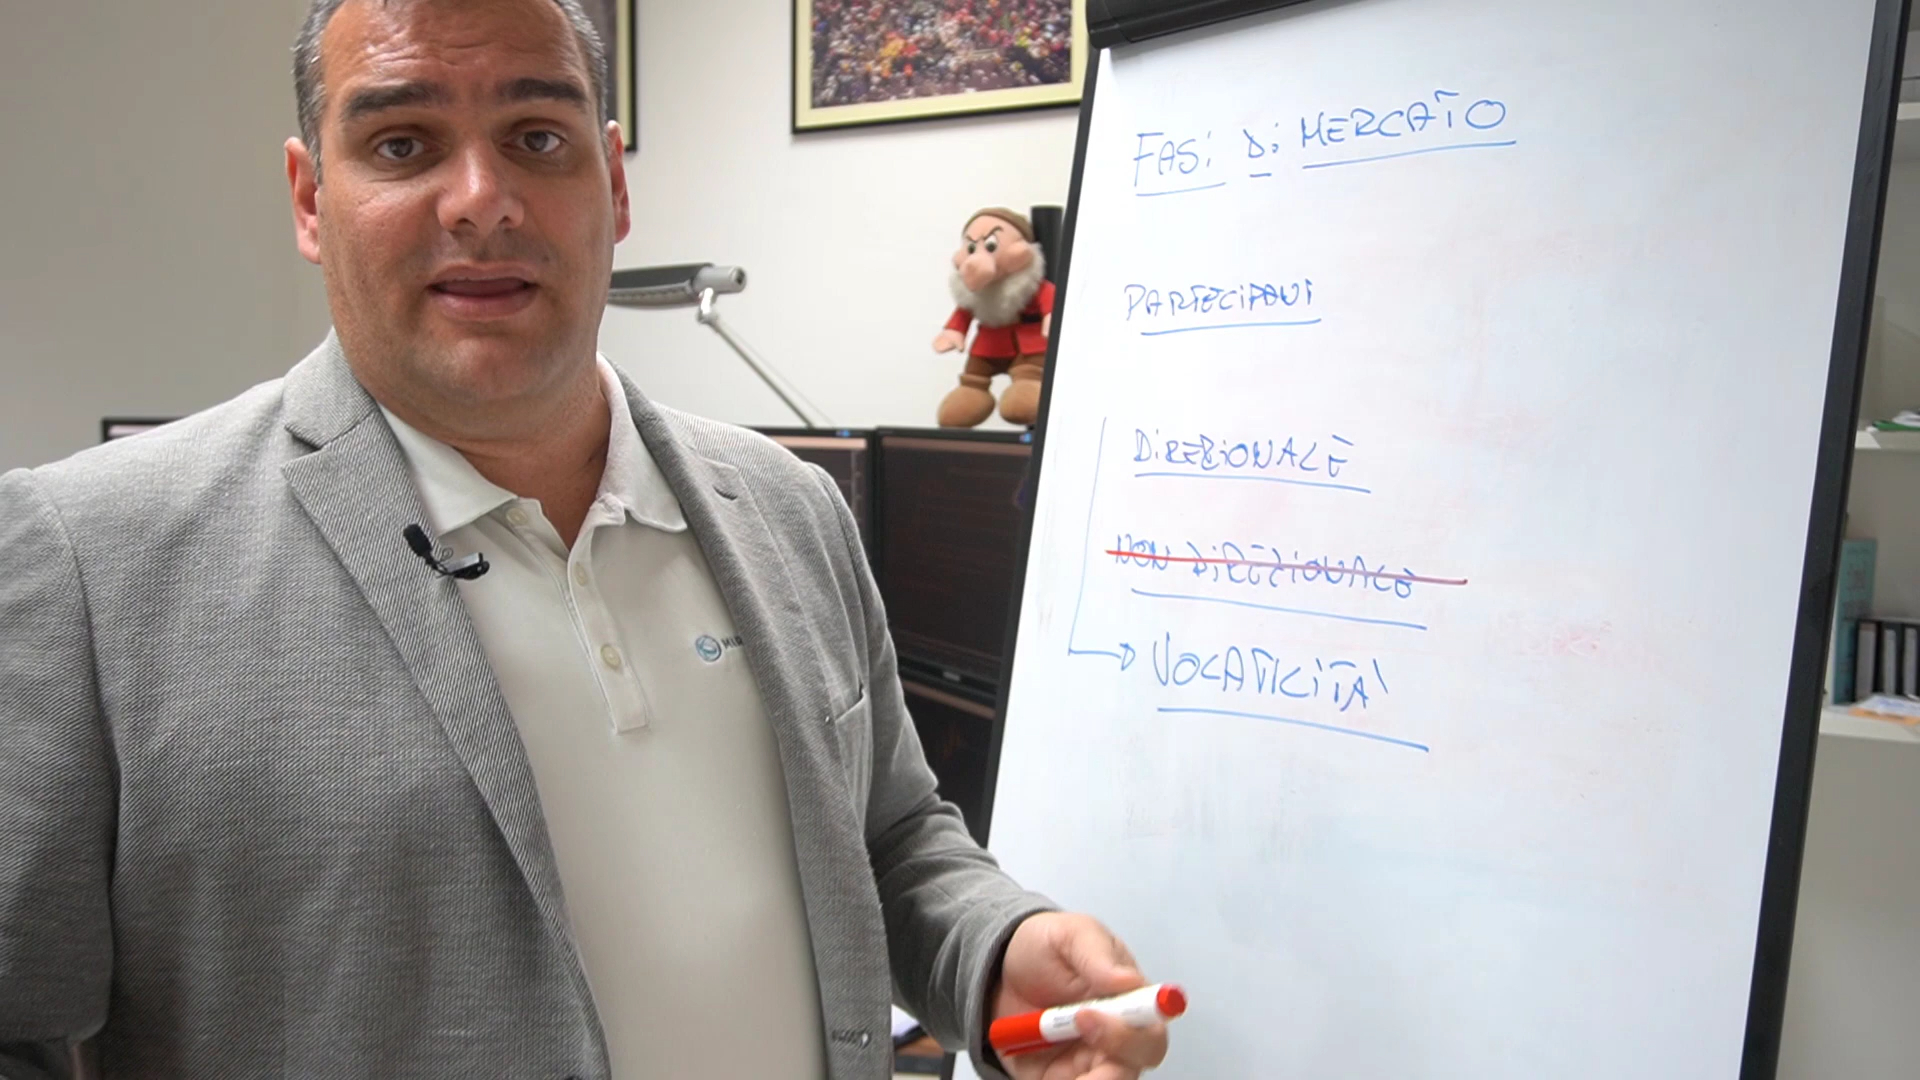 FASi Di MERCATO
PARTECIPANTI
DiREZiONALE
NON DiREZiONALE
VOLATILITÀ